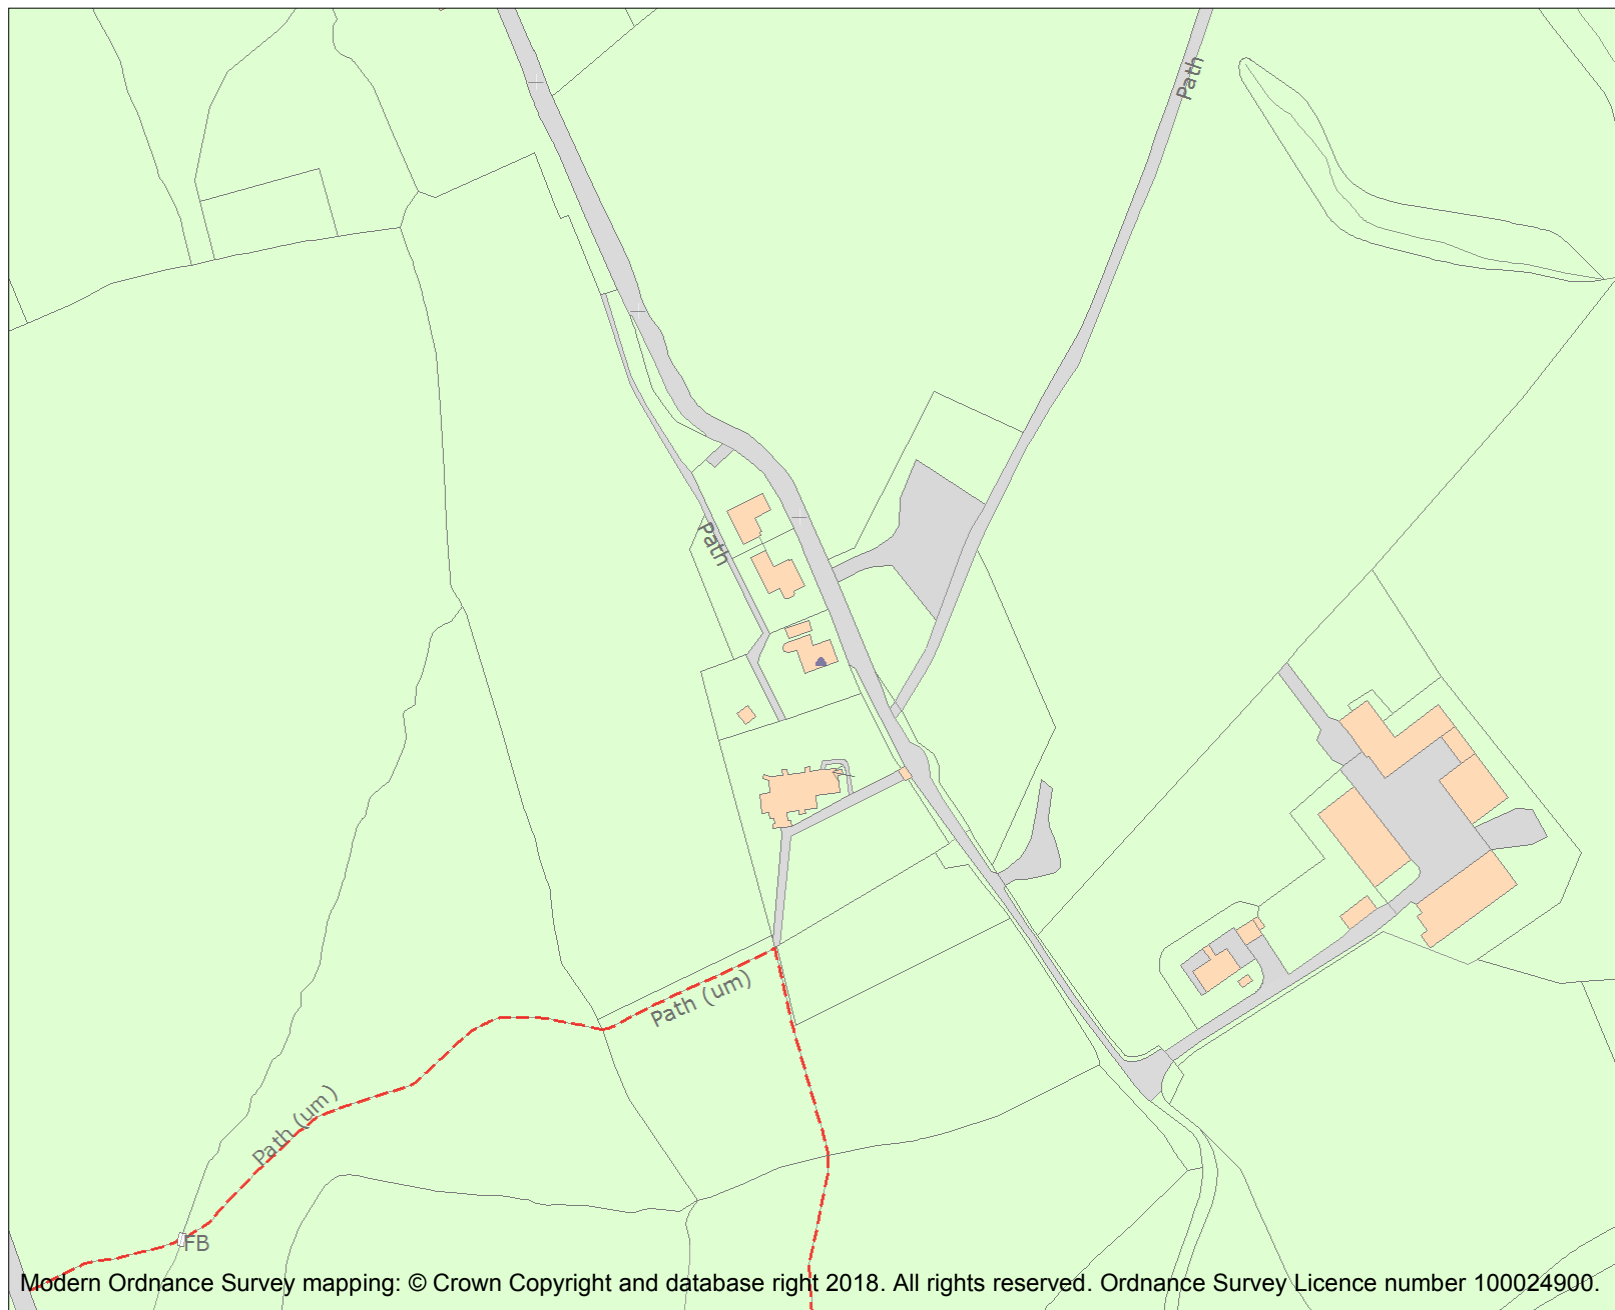 Path
Path
Path (um)
Path (um)
FB
Modern Ordnance Survey mapping: © Crown Copyright and database right 2018. All rights reserved. Ordnance Survey Licence number 100024900.